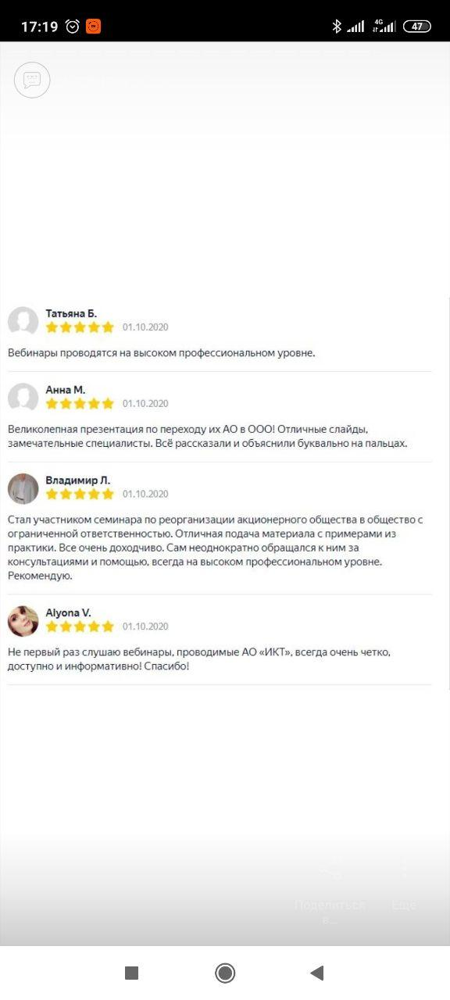 17:19
4G
47
Татьяна Б.
01.10.2020
Вебинары проводятся на высоком профессиональном уровне.
Анна М.
01.10.2020
Великолепная презентация по переходу их АО в ООО! Отличные слайды,
замечательные специалисты. Всё рассказали и объяснили буквально на пальцах.
Владимир Л.
01.10.2020
Стал участником семинара по реорганизации акционерного общества в общество с
ограниченной ответственностью. Отличная подача материала с примерами из
практики. Все очень доходчиво. Сам неоднократно обращался к ним за
консультациями и помощью, всегда на высоком профессиональном уровне.
Рекомендую.
Alyona V.
01.10.2020
Не первый раз слушаю вебинары, проводимые АО «ИКТ», всегда очень четко,
доступно и информативно! Спасибо!
Поделиться
в...
Ещё